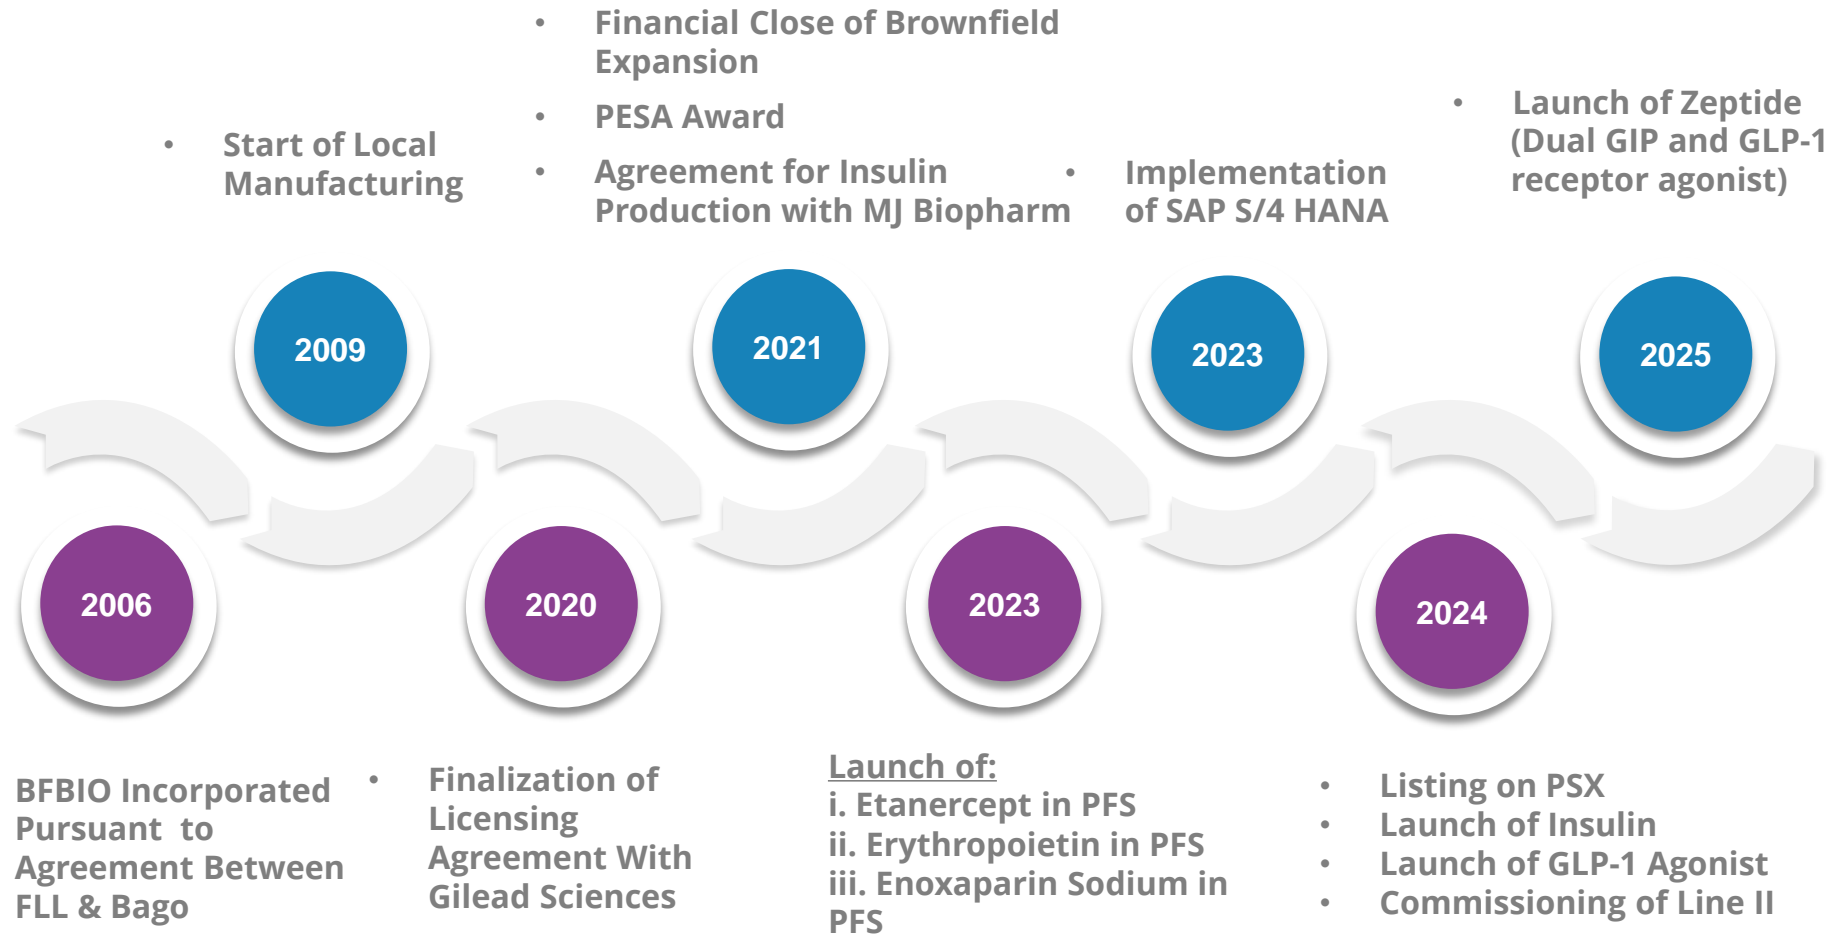 • Financial Close of Brownfield
Expansion
• PESA Award
• Agreement for Insulin
Production with MJ Biopharm
• Start of Local
Manufacturing
• Implementation
of SAP S/4 HANA
• Launch of Zeptide
(Dual GIP and GLP-1
receptor agonist)
2009
2021
2023
2025
2006
2020
2023
2024
BFBIO Incorporated
Pursuant to
Agreement Between
FLL & Bago
• Finalization of
Licensing
Agreement With
Gilead Sciences
Launch of:
i. Etanercept in PFS
ii. Erythropoietin in PFS
iii. Enoxaparin Sodium in
PFS
• Listing on PSX
• Launch of Insulin
• Launch of GLP-1 Agonist
• Commissioning of Line II